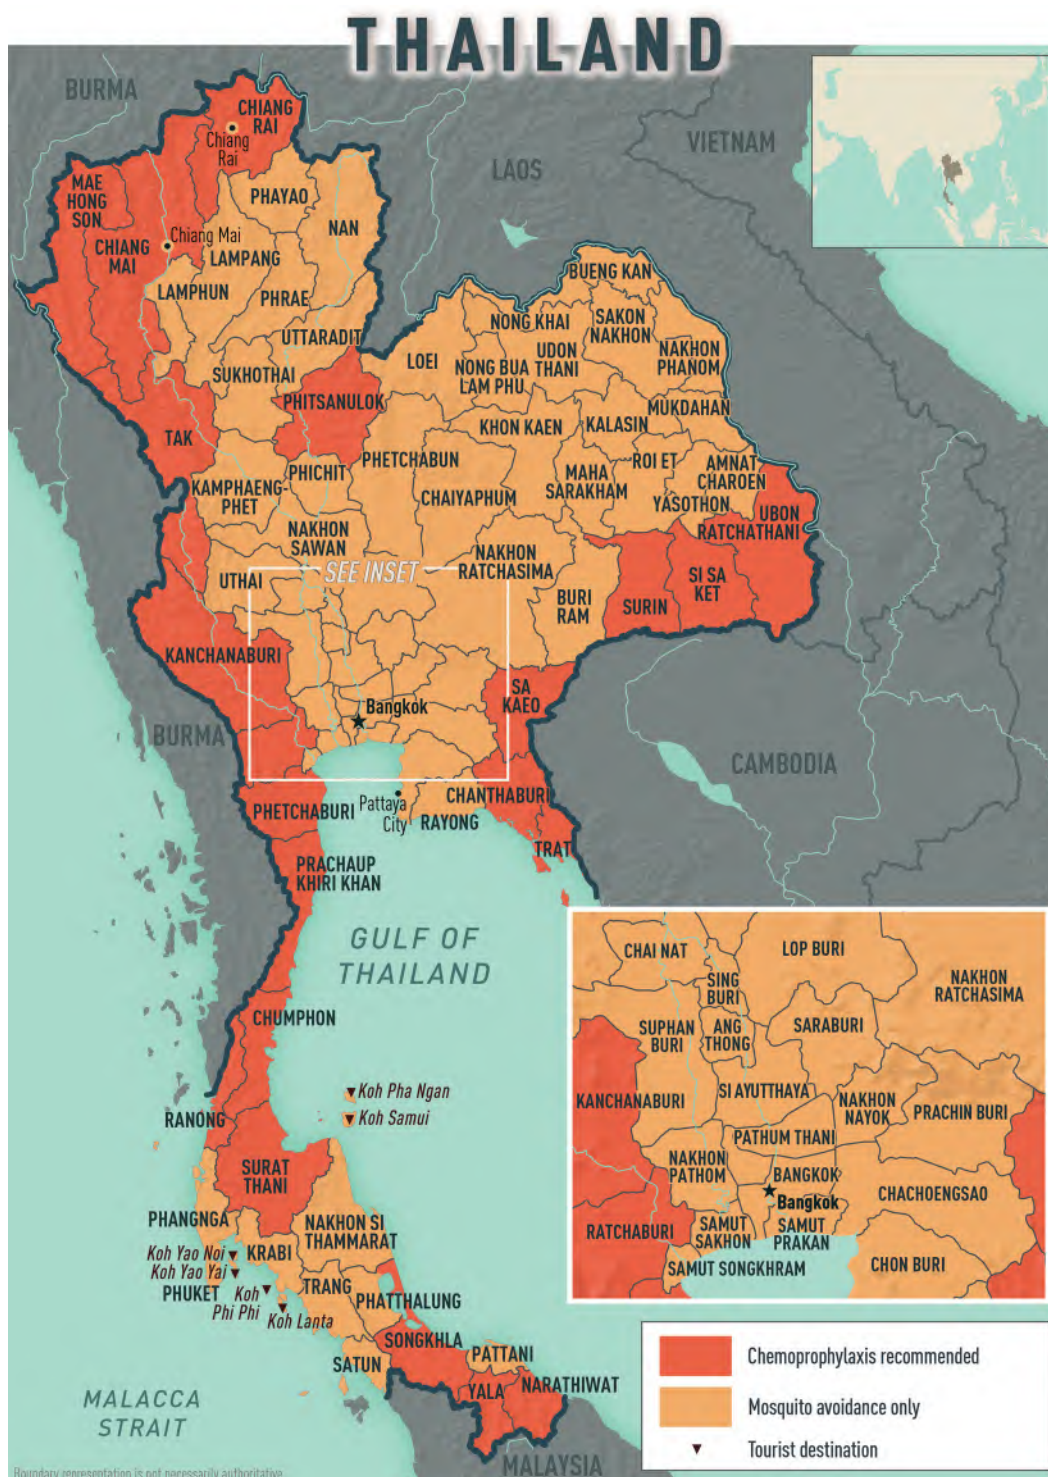 THAILAND
BURMA
CHIANG
RAI
Chiang
Rai
VIETNAM
LAOS
MAE
HONG
SON
PHAYAO
NAN
CHIANG
MAI
Chiang Mai
LAMPANG
LAMPHUN
PHRAE
BUENG KAN
UTTARADIT
NONG KHAI
SAKON
NAKHON
LOEI
NONG BUA
LAM PHU
UDON
THANI
NAKHON
PHANOM
SUKHOTHAI
PHITSANULOK
MUKDAHAN
TAK
KHON KAEN
KALASIN
PHICHIT
PHETCHABUN
ROI ET
AMNAT
CHAROEN
KAMPHAENG-
PHET
CHAIYAPHUM
MAHA
SARAKHAM
YASOTHON
UBON
RATCHATHANI
NAKHON
SAWAN
NAKHON
RATCHASIMA
SEE INSET
UTHAI
BURI
RAM
SURIN
SI SA
KET
KANCHANABURI
SA
KAEO
Bangkok
BURMA
CAMBODIA
PHETCHABURI
Pattaya
City
CHANTHABURI
RAYONG
TRAT
PRACHAUP
KHIRI KHAN
GULF OF
THAILAND
CHUMPHON
Koh Pha Ngan
Koh Samui
RANONG
SURAT
THANI
PHANGNGA
NAKHON SI
THAMMARAT
Koh Yao Noi
KRABI
Koh Yao Yai
PHUKET
Koh
Phi Phi
TRANG
Koh Lanta
PHATTHALUNG
SONGKHLA
SATUN
PATTANI
YALA
NARATHIWAT
MALACCA
STRAIT
MALAYSIA
Boundary representation is not necessarily authoritative
CHAI NAT
LOP BURI
SING
BURI
NAKHON
RATCHASIMA
SUPHAN
BURI
ANG
THONG
SARABURI
KANCHANABURI
SI AYUTTHAYA
NAKHON
NAYOK
PRACHIN BURI
PATHUM THANI
NAKHON
PATHOM
BANGKOK
Bangkok
CHACHOENGSAO
RATCHABURI
SAMUT
SAKHON
SAMUT
PRAKAN
SAMUT SONGKHRAM
CHON BURI
Chemoprophylaxis recommended
Mosquito avoidance only
Tourist destination